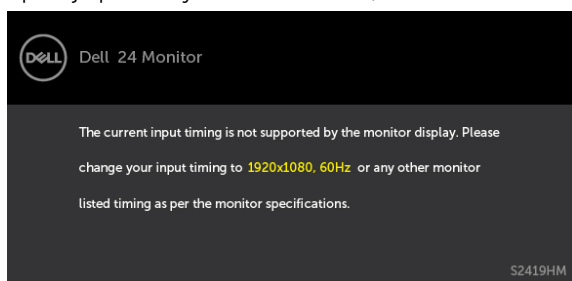 DELL
Dell 24 Monitor
The current input timing is not supported by the monitor display. Please
change your input timing to 1920x1080, 60Hz or any other monitor
listed timing as per the monitor specifications.
S2419HM